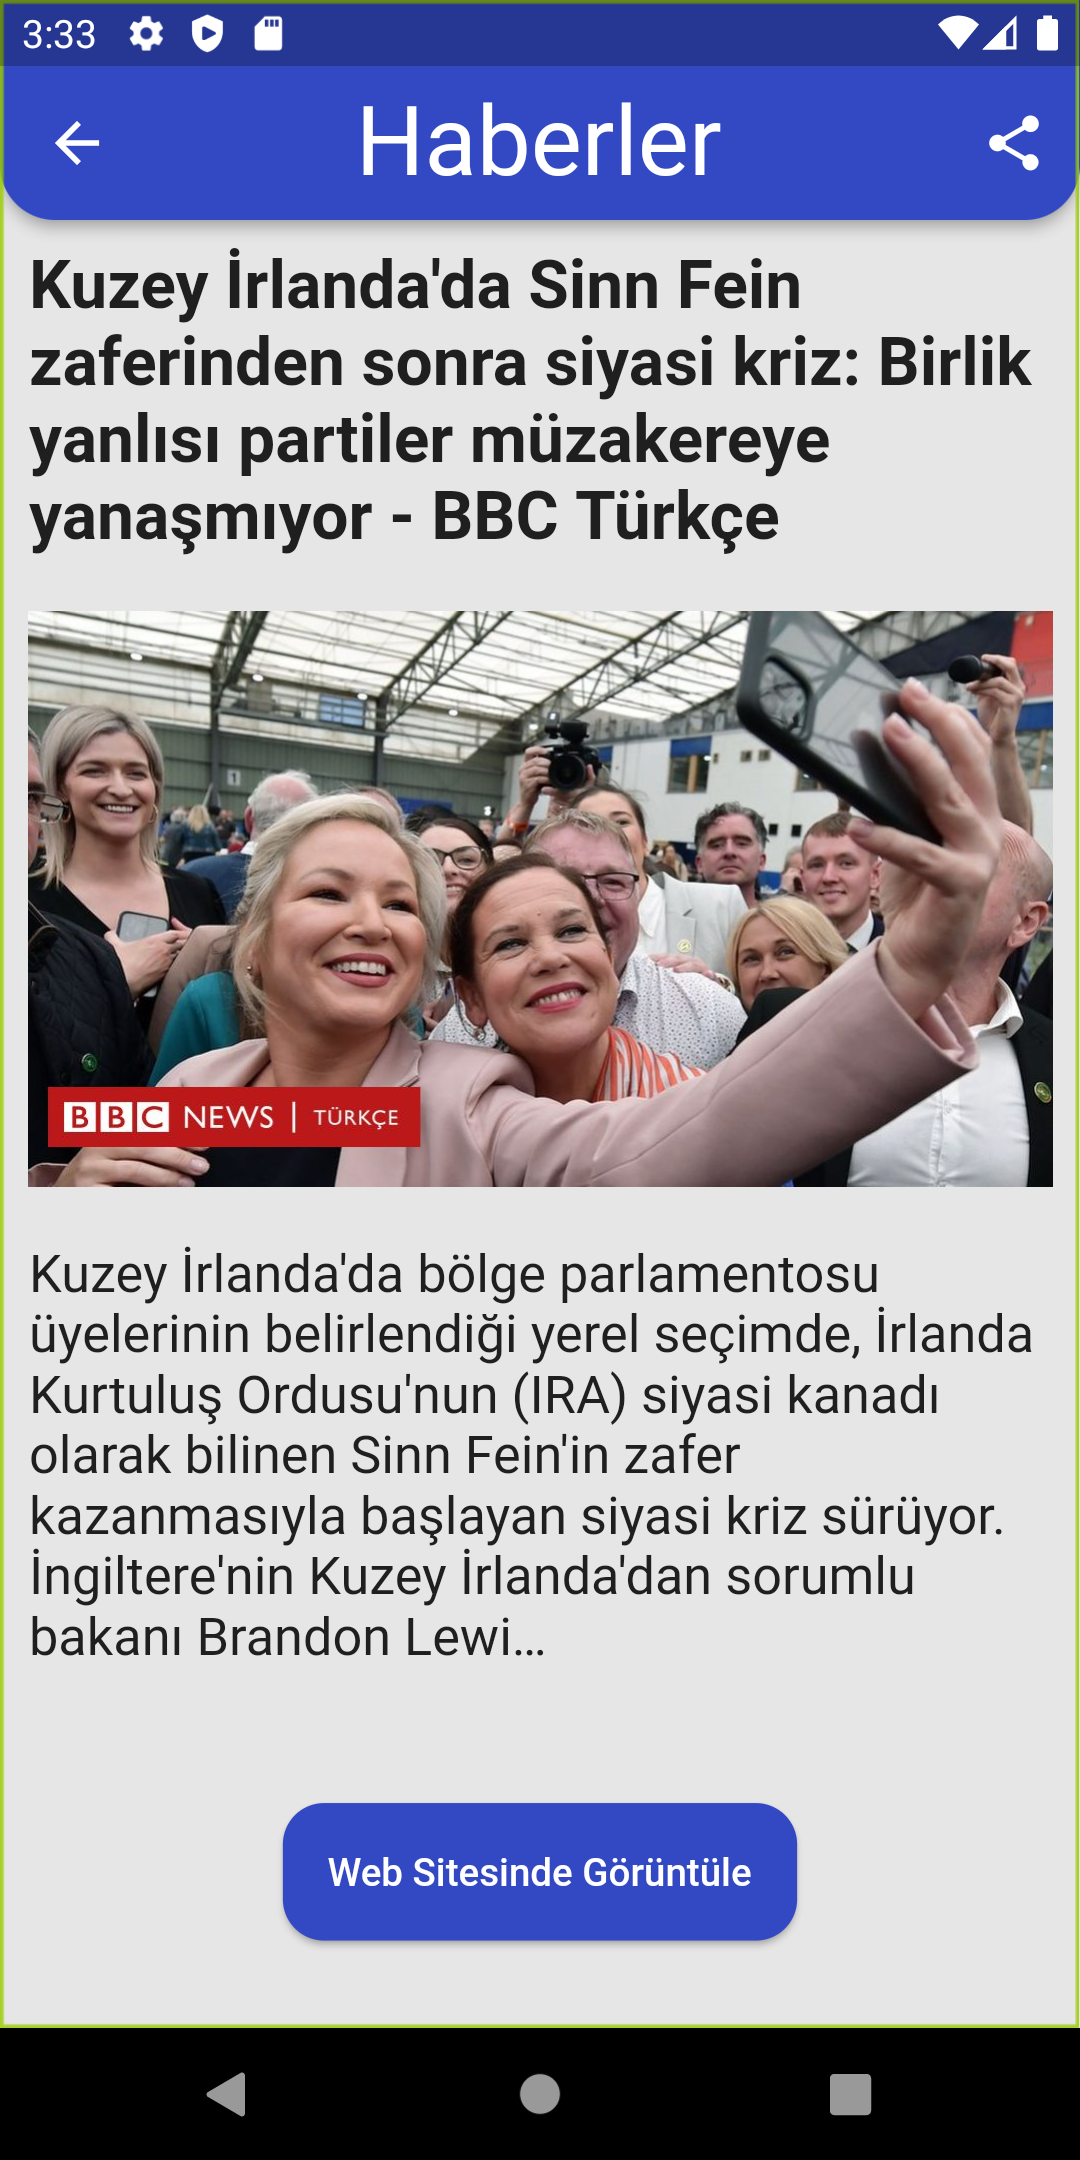 3:33
Haberler
Kuzey İrlanda'da Sinn Fein
zaferinden sonra siyasi kriz: Birlik
yanlısı partiler müzakereye
yanaşmıyor - BBC Türkçe
1
BBC NEWS | TÜRKÇE
Kuzey İrlanda'da bölge parlamentosu
üyelerinin belirlendiği yerel seçimde, İrlanda
Kurtuluş Ordusu'nun (IRA) siyasi kanadı
olarak bilinen Sinn Fein'in zafer
kazanmasıyla başlayan siyasi kriz sürüyor.
İngiltere'nin Kuzey İrlanda'dan sorumlu
bakanı Brandon Lewi…
Web Sitesinde Görüntüle